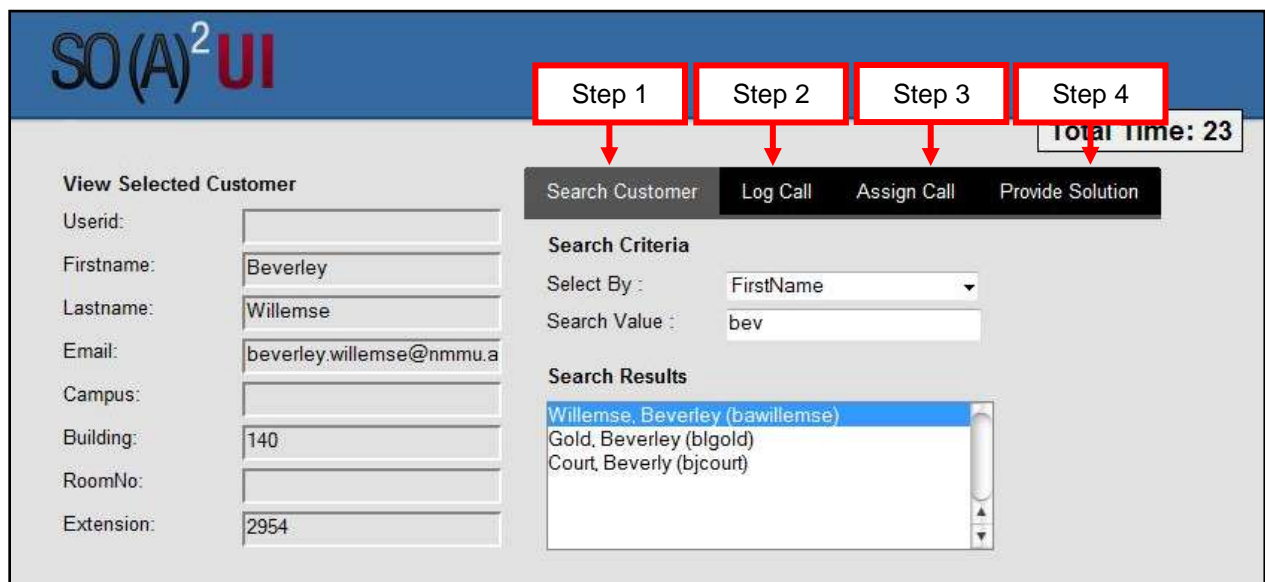 SO(A)²UI
Step 1 Step 2 Step 3 Step 4
Total Time: 23
View Selected Customer
Userid:
Firstname: Beverley
Lastname: Willemse
Email: beverley.willemse@nmmu.a
Campus:
Building: 140
RoomNo:
Extension: 2954
Search Customer Log Call Assign Call Provide Solution
Search Criteria
Select By : FirstName
Search Value : bev
Search Results
Willemse, Beverley (bawillemse)
Gold, Beverley (blgold)
Court, Beverly (bjcourt)